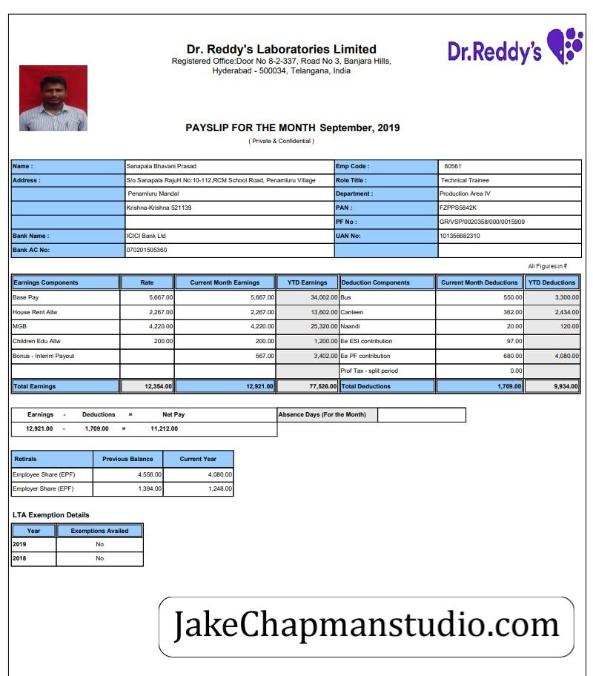 Dr. Reddy's Laboratories Limited
Registered Office:Door No 8-2-337, Road No 3, Banjara Hills,
Hyderabad - 500034, Telangana, India
Dr.Reddy's
PAYSLIP FOR THE MONTH September, 2019
( Private & Confidential )
Name : Sanapala Bhavani Prasad Emp Code : 60561
Address : S/o Sanapala RajuH.No:10-112,RCM School Road, Penamluru Village Role Title : Technical Trainee
Penamluru Mandal Department : Production Area IV
Krishna-Krishna 521139 PAN : FZPPS5842K
PF No : GR/VSP/0020358/000/0015909
Bank Name : ICICI Bank Ltd UAN No: 101356682310
Bank AC No: 070201505360
All Figures in ₹
Earnings Components Rate Current Month Earnings YTD Earnings Deduction Components Current Month Deductions YTD Deductions
Base Pay 5,667.00 5,667.00 34,002.00 Bus 550.00 3,300.00
House Rent Allw 2,267.00 2,267.00 13,602.00 Canteen 362.00 2,434.00
MGB 4,220.00 4,220.00 25,320.00 Naandi 20.00 120.00
Children Edu Allw 200.00 200.00 1,200.00 Ee ESI contribution 97.00
Bonus - Interim Payout 567.00 3,402.00 Ee PF contribution 680.00 4,080.00
Prof Tax - split period 0.00
Total Earnings 12,354.00 12,921.00 77,526.00 Total Deductions 1,709.00 9,934.00
Earnings - Deductions = Net Pay Absence Days (For the Month)
12,921.00 - 1,709.00 = 11,212.00
Retirals Previous Balance Current Year
Employee Share (EPF) 4,556.00 4,080.00
Employer Share (EPF) 1,394.00 1,248.00
LTA Exemption Details
Year Exemptions Availed
2019 No
2018 No
JakeChapmanstudio.com